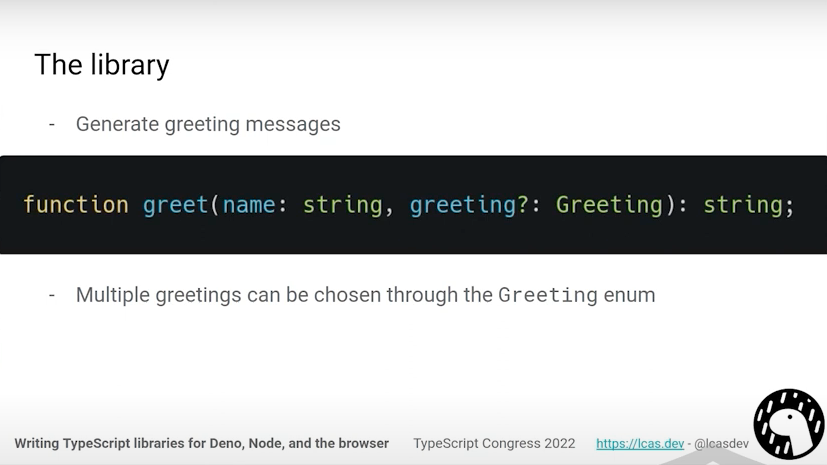 The library
- Generate greeting messages
function greet(name: string, greeting?: Greeting): string;
- Multiple greetings can be chosen through the Greeting enum
Writing TypeScript libraries for Deno, Node, and the browser TypeScript Congress 2022 https://lcas.dev - @lcasdev